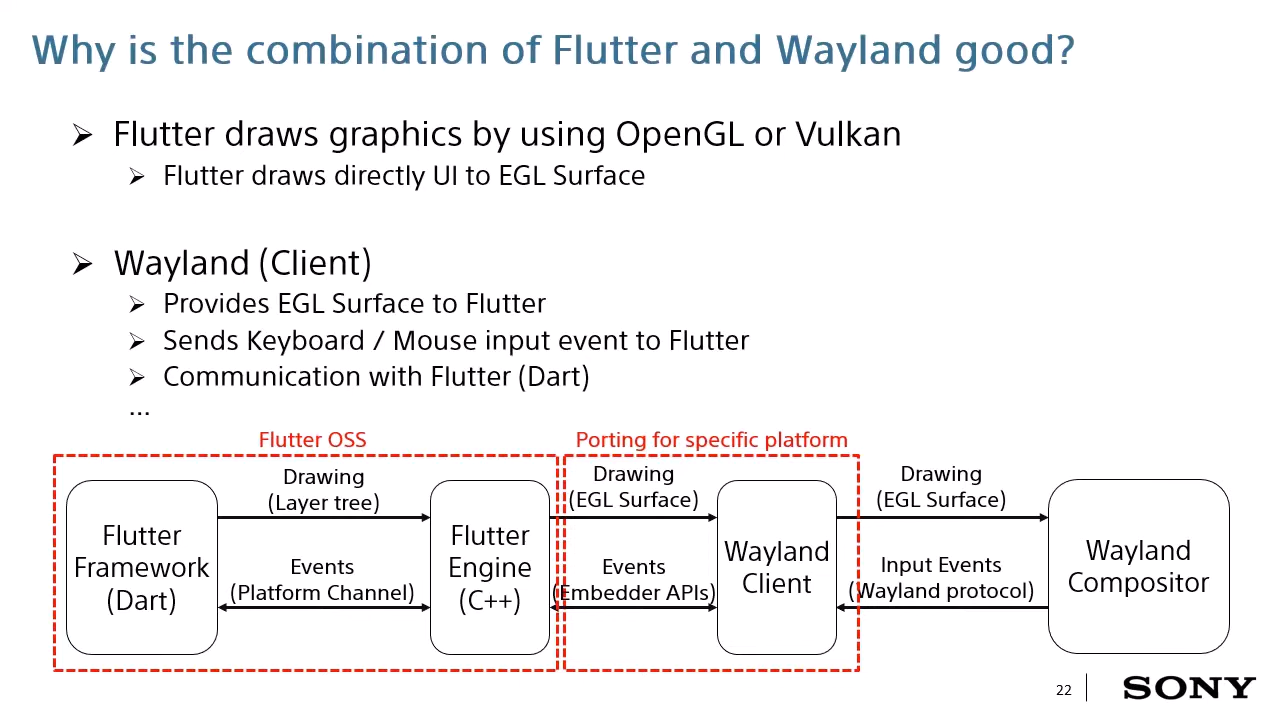 Why is the combination of Flutter and Wayland good?
Flutter draws graphics by using OpenGL or Vulkan
Flutter draws directly UI to EGL Surface
Wayland (Client)
Provides EGL Surface to Flutter
Sends Keyboard / Mouse input event to Flutter
Communication with Flutter (Dart)
...
Flutter OSS
Porting for specific platform
Flutter
Framework
(Dart)
Drawing
(Layer tree)
Events
(Platform Channel)
Flutter
Engine
(C++)
Drawing
(EGL Surface)
Events
(Embedder APIs)
Wayland
Client
Drawing
(EGL Surface)
Input Events
(Wayland protocol)
Wayland
Compositor
22
SONY